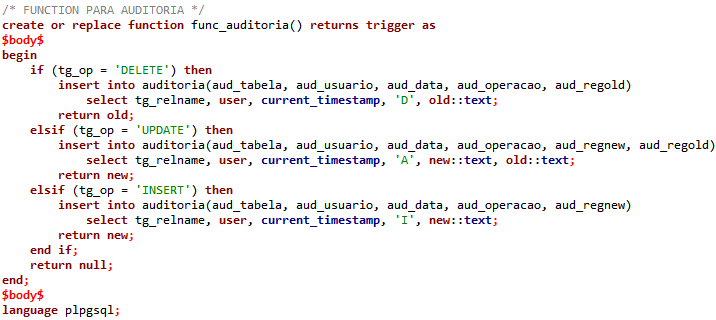 /* FUNCTION PARA AUDITORIA */
create or replace function func_auditoria() returns trigger as
$body$
begin
    if (tg_op = 'DELETE') then
        insert into auditoria(aud_tabela, aud_usuario, aud_data, aud_operacao, aud_regold)
            select tg_relname, user, current_timestamp, 'D', old::text;
        return old;
    elsif (tg_op = 'UPDATE') then
        insert into auditoria(aud_tabela, aud_usuario, aud_data, aud_operacao, aud_regnew, aud_regold)
            select tg_relname, user, current_timestamp, 'A', new::text, old::text;
        return new;
    elsif (tg_op = 'INSERT') then
        insert into auditoria(aud_tabela, aud_usuario, aud_data, aud_operacao, aud_regnew)
            select tg_relname, user, current_timestamp, 'I', new::text;
        return new;
    end if;
    return null;
end;
$body$
language plpgsql;